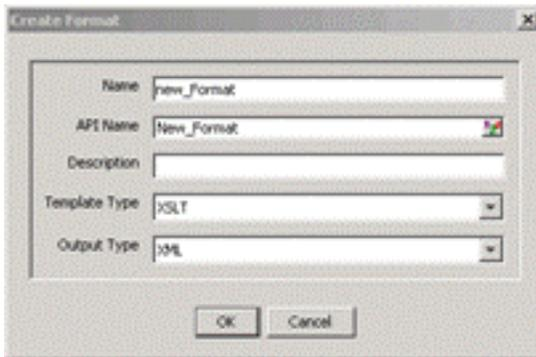 Create Format
Name new_Format
API Name New_Format
Description
Template Type XSLT
Output Type XML
OK Cancel